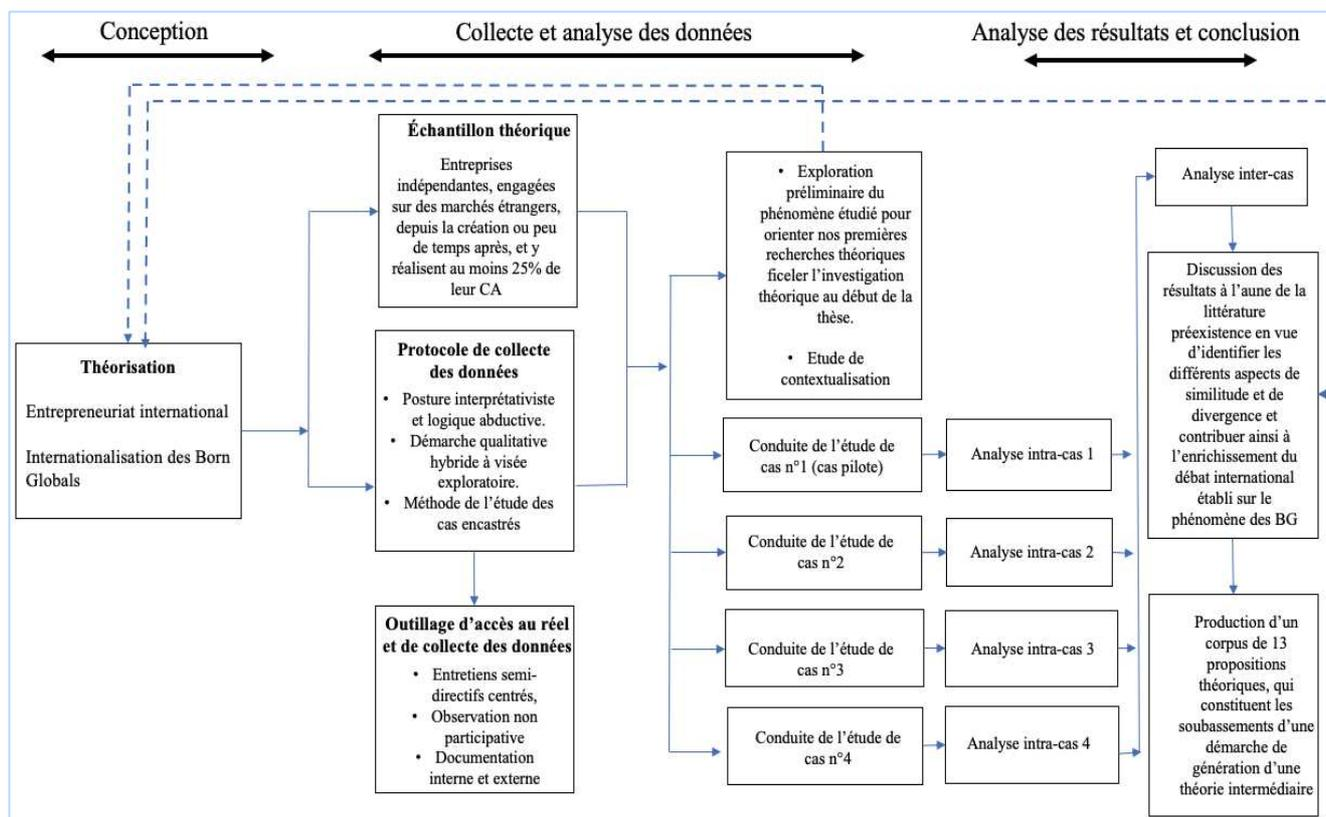 Conception
Collecte et analyse des données
Analyse des résultats et conclusion
Théorisation
Entrepreneuriat international
Internationalisation des Born
Globals
Échantillon théorique
Entreprises
indépendantes, engagées
sur des marchés étrangers,
depuis la création ou peu
de temps après, et y
réalisent au moins 25% de
leur CA
Protocole de collecte
des données
• Posture interprétativiste
et logique abductive.
• Démarche qualitative
hybride à visée
exploratoire.
• Méthode de l’étude des
cas encastrés
Outillage d’accès au réel
et de collecte des données
• Entretiens semi-
directifs centrés,
• Observation non
participative
• Documentation
interne et externe
• Exploration
préliminaire du
phénomène étudié pour
orienter nos premières
recherches théoriques
ficeler l’investigation
théorique au début de la
thèse.
• Etude de
contextualisation
Conduite de l’étude de
cas n°1 (cas pilote)
Analyse intra-cas 1
Conduite de l’étude de
cas n°2
Analyse intra-cas 2
Conduite de l’étude de
cas n°3
Analyse intra-cas 3
Conduite de l’étude de
cas n°4
Analyse intra-cas 4
Analyse inter-cas
Discussion des
résultats à l’aune de la
littérature
préexistence en vue
d’identifier les
différents aspects de
similitude et de
divergence et
contribuer ainsi à
l’enrichissement du
débat international
établi sur le
phénomène des BG
Production d’un
corpus de 13
propositions
théoriques, qui
constituent les
soubassements d’une
démarche de
génération d’une
théorie intermédiaire